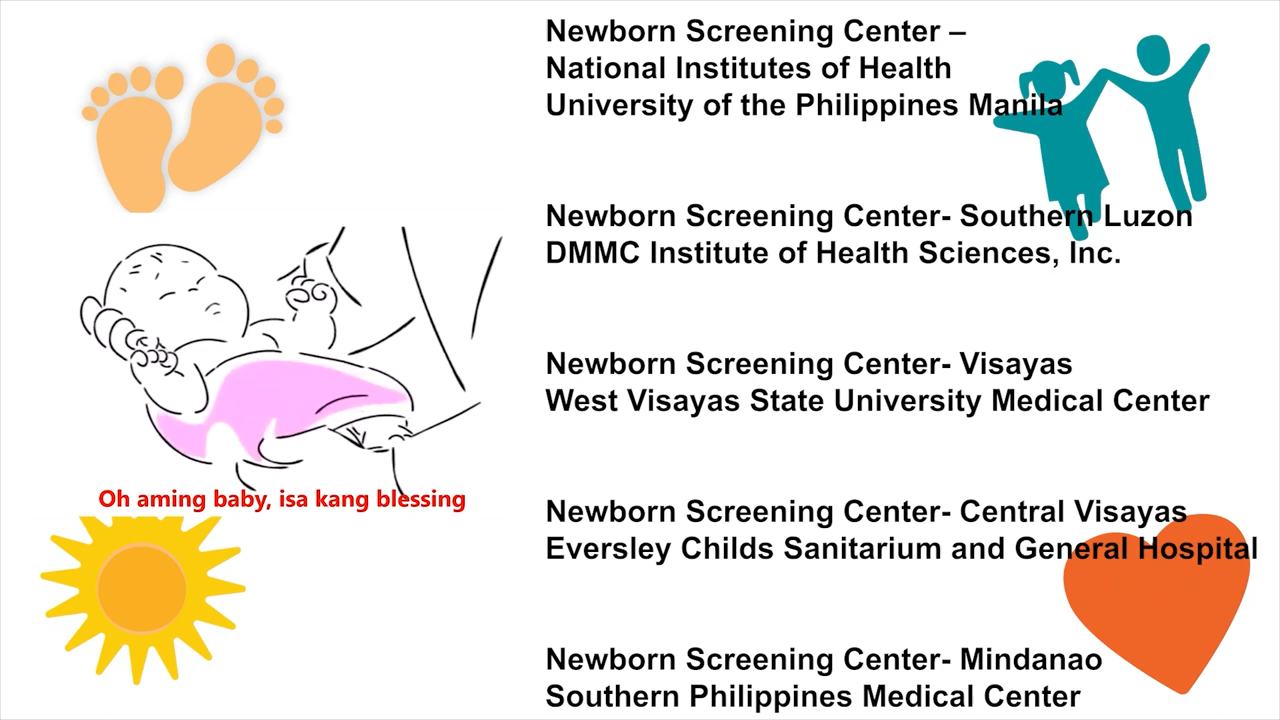 Newborn Screening Center –
National Institutes of Health
University of the Philippines Manila
Newborn Screening Center- Southern Luzon
DMMC Institute of Health Sciences, Inc.
Newborn Screening Center- Visayas
West Visayas State University Medical Center
Oh aming baby, isa kang blessing
Newborn Screening Center- Central Visayas
Eversley Childs Sanitarium and General Hospital
Newborn Screening Center- Mindanao
Southern Philippines Medical Center